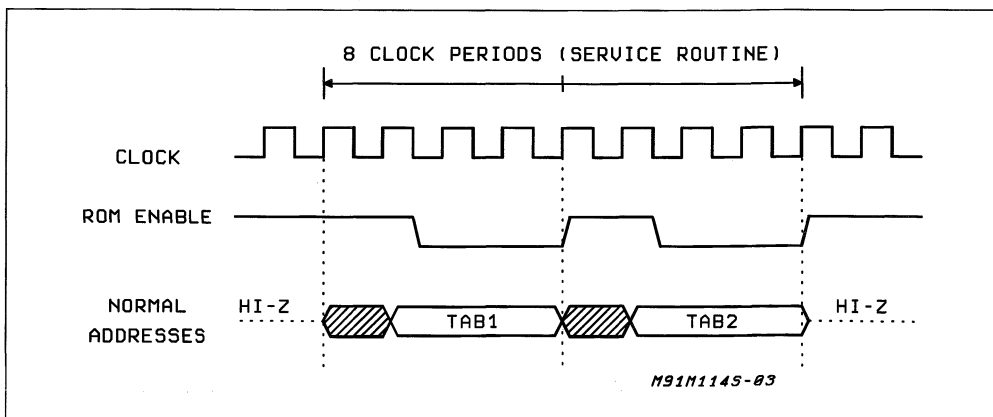 8 CLOCK PERIODS (SERVICE ROUTINE)
CLOCK
ROM ENABLE
NORMAL
ADDRESSES
HI-Z
TAB1
TAB2
HI-Z
M91M114S-03